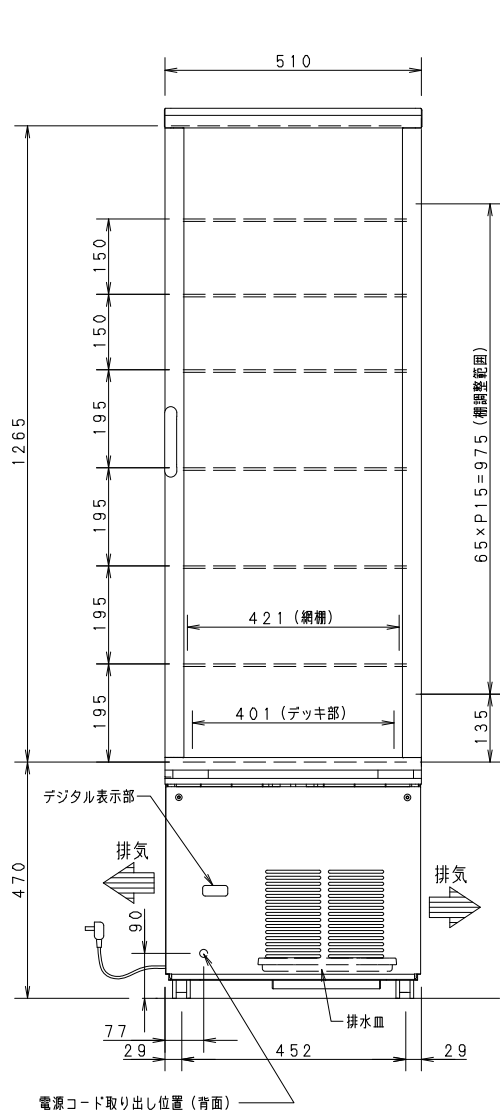 510
150
150
195
1265
195
65×P15=975(棚調整範囲)
195
421(網棚)
195
401(デッキ部)
135
デジタル表示部
470
排気
排気
90
排水皿
77
29
452
29
電源コード取り出し位置(背面)